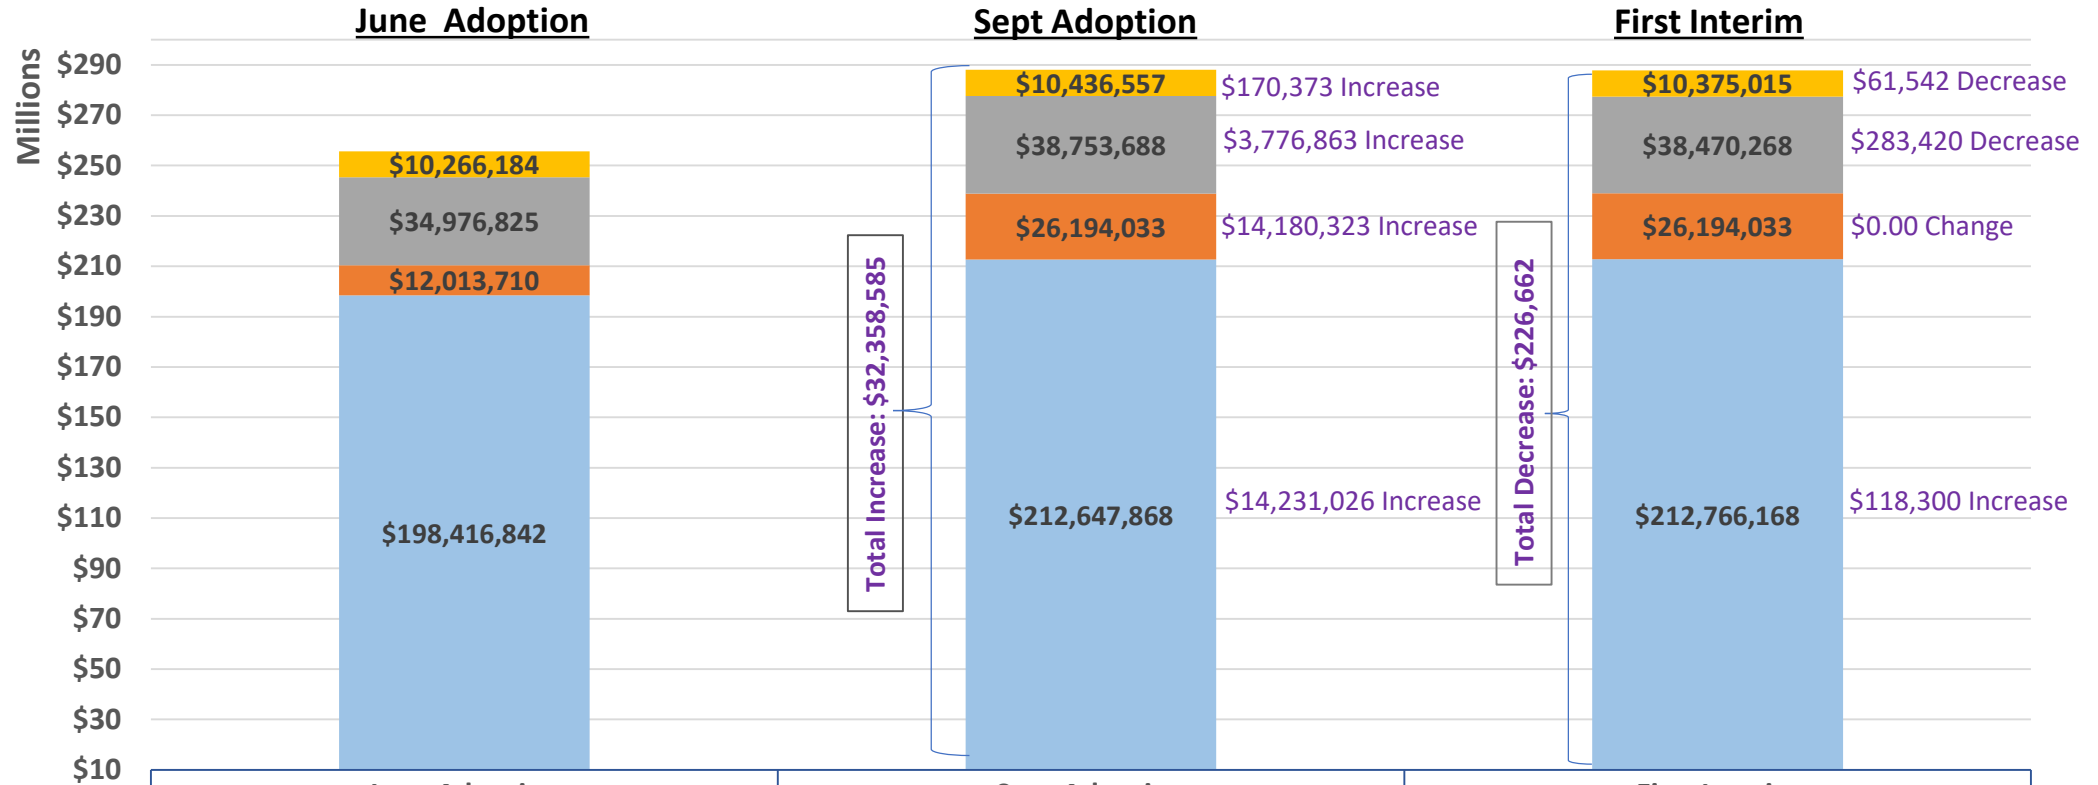 June Adoption
Sept Adoption
First Interim
Millions
$290
$270
$250
$230
$210
$190
$170
$150
$130
$110
$90
$70
$50
$30
$10
$10,266,184
$34,976,825
$12,013,710
$198,416,842
Total Increase: $32,358,585
$10,436,557
$38,753,688
$26,194,033
$212,647,868
$170,373 Increase
$3,776,863 Increase
$14,180,323 Increase
$14,231,026 Increase
Total Decrease: $226,662
$10,375,015
$38,470,268
$26,194,033
$212,766,168
$61,542 Decrease
$283,420 Decrease
$0.00 Change
$118,300 Increase